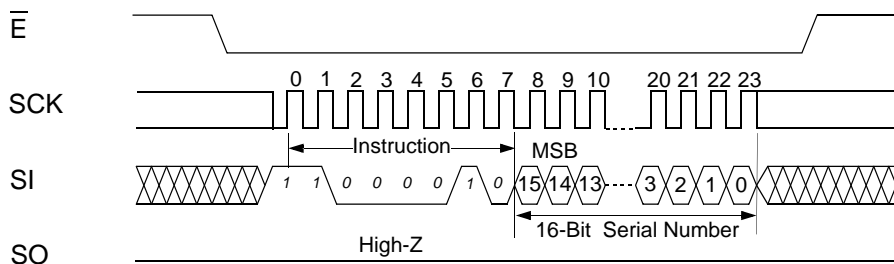 E
0 1 2 3 4 5 6 7 8 9 10 20 21 22 23
SCK
Instruction
MSB
SI
1 1 0 0 0 0 1 0 15 14 13 3 2 1 0
16-Bit Serial Number
High-Z
SO